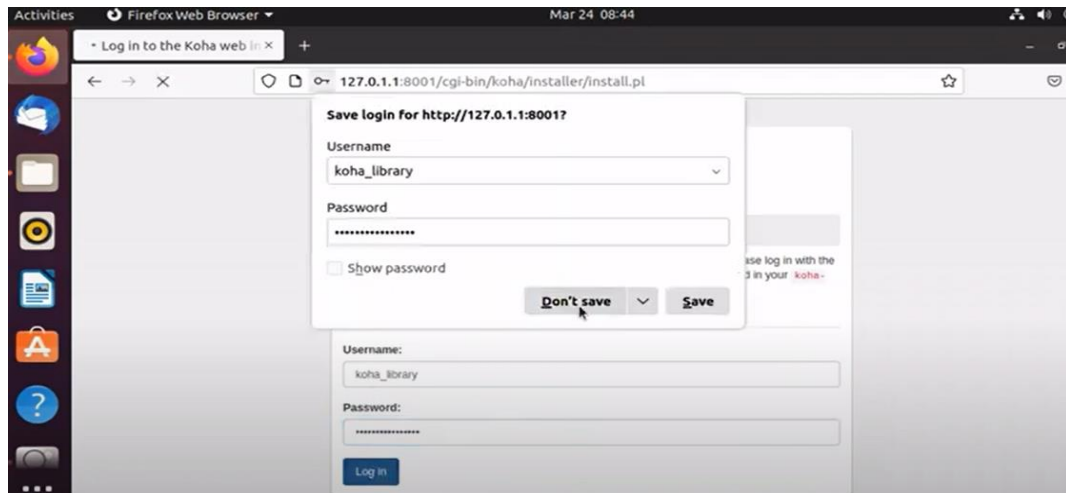 Activities
Firefox Web Browser
Mar 24 08:44
Log in to the Koha web in
127.0.1.1:8001/cgi-bin/koha/installer/install.pl
Save login for http://127.0.1.1:8001?
Username
koha_library
Password
••••••••••••••••
Show password
Don't save
Save
ase log in with the
d in your koha-
Username:
koha_library
Password:
••••••••••••••••
Log in